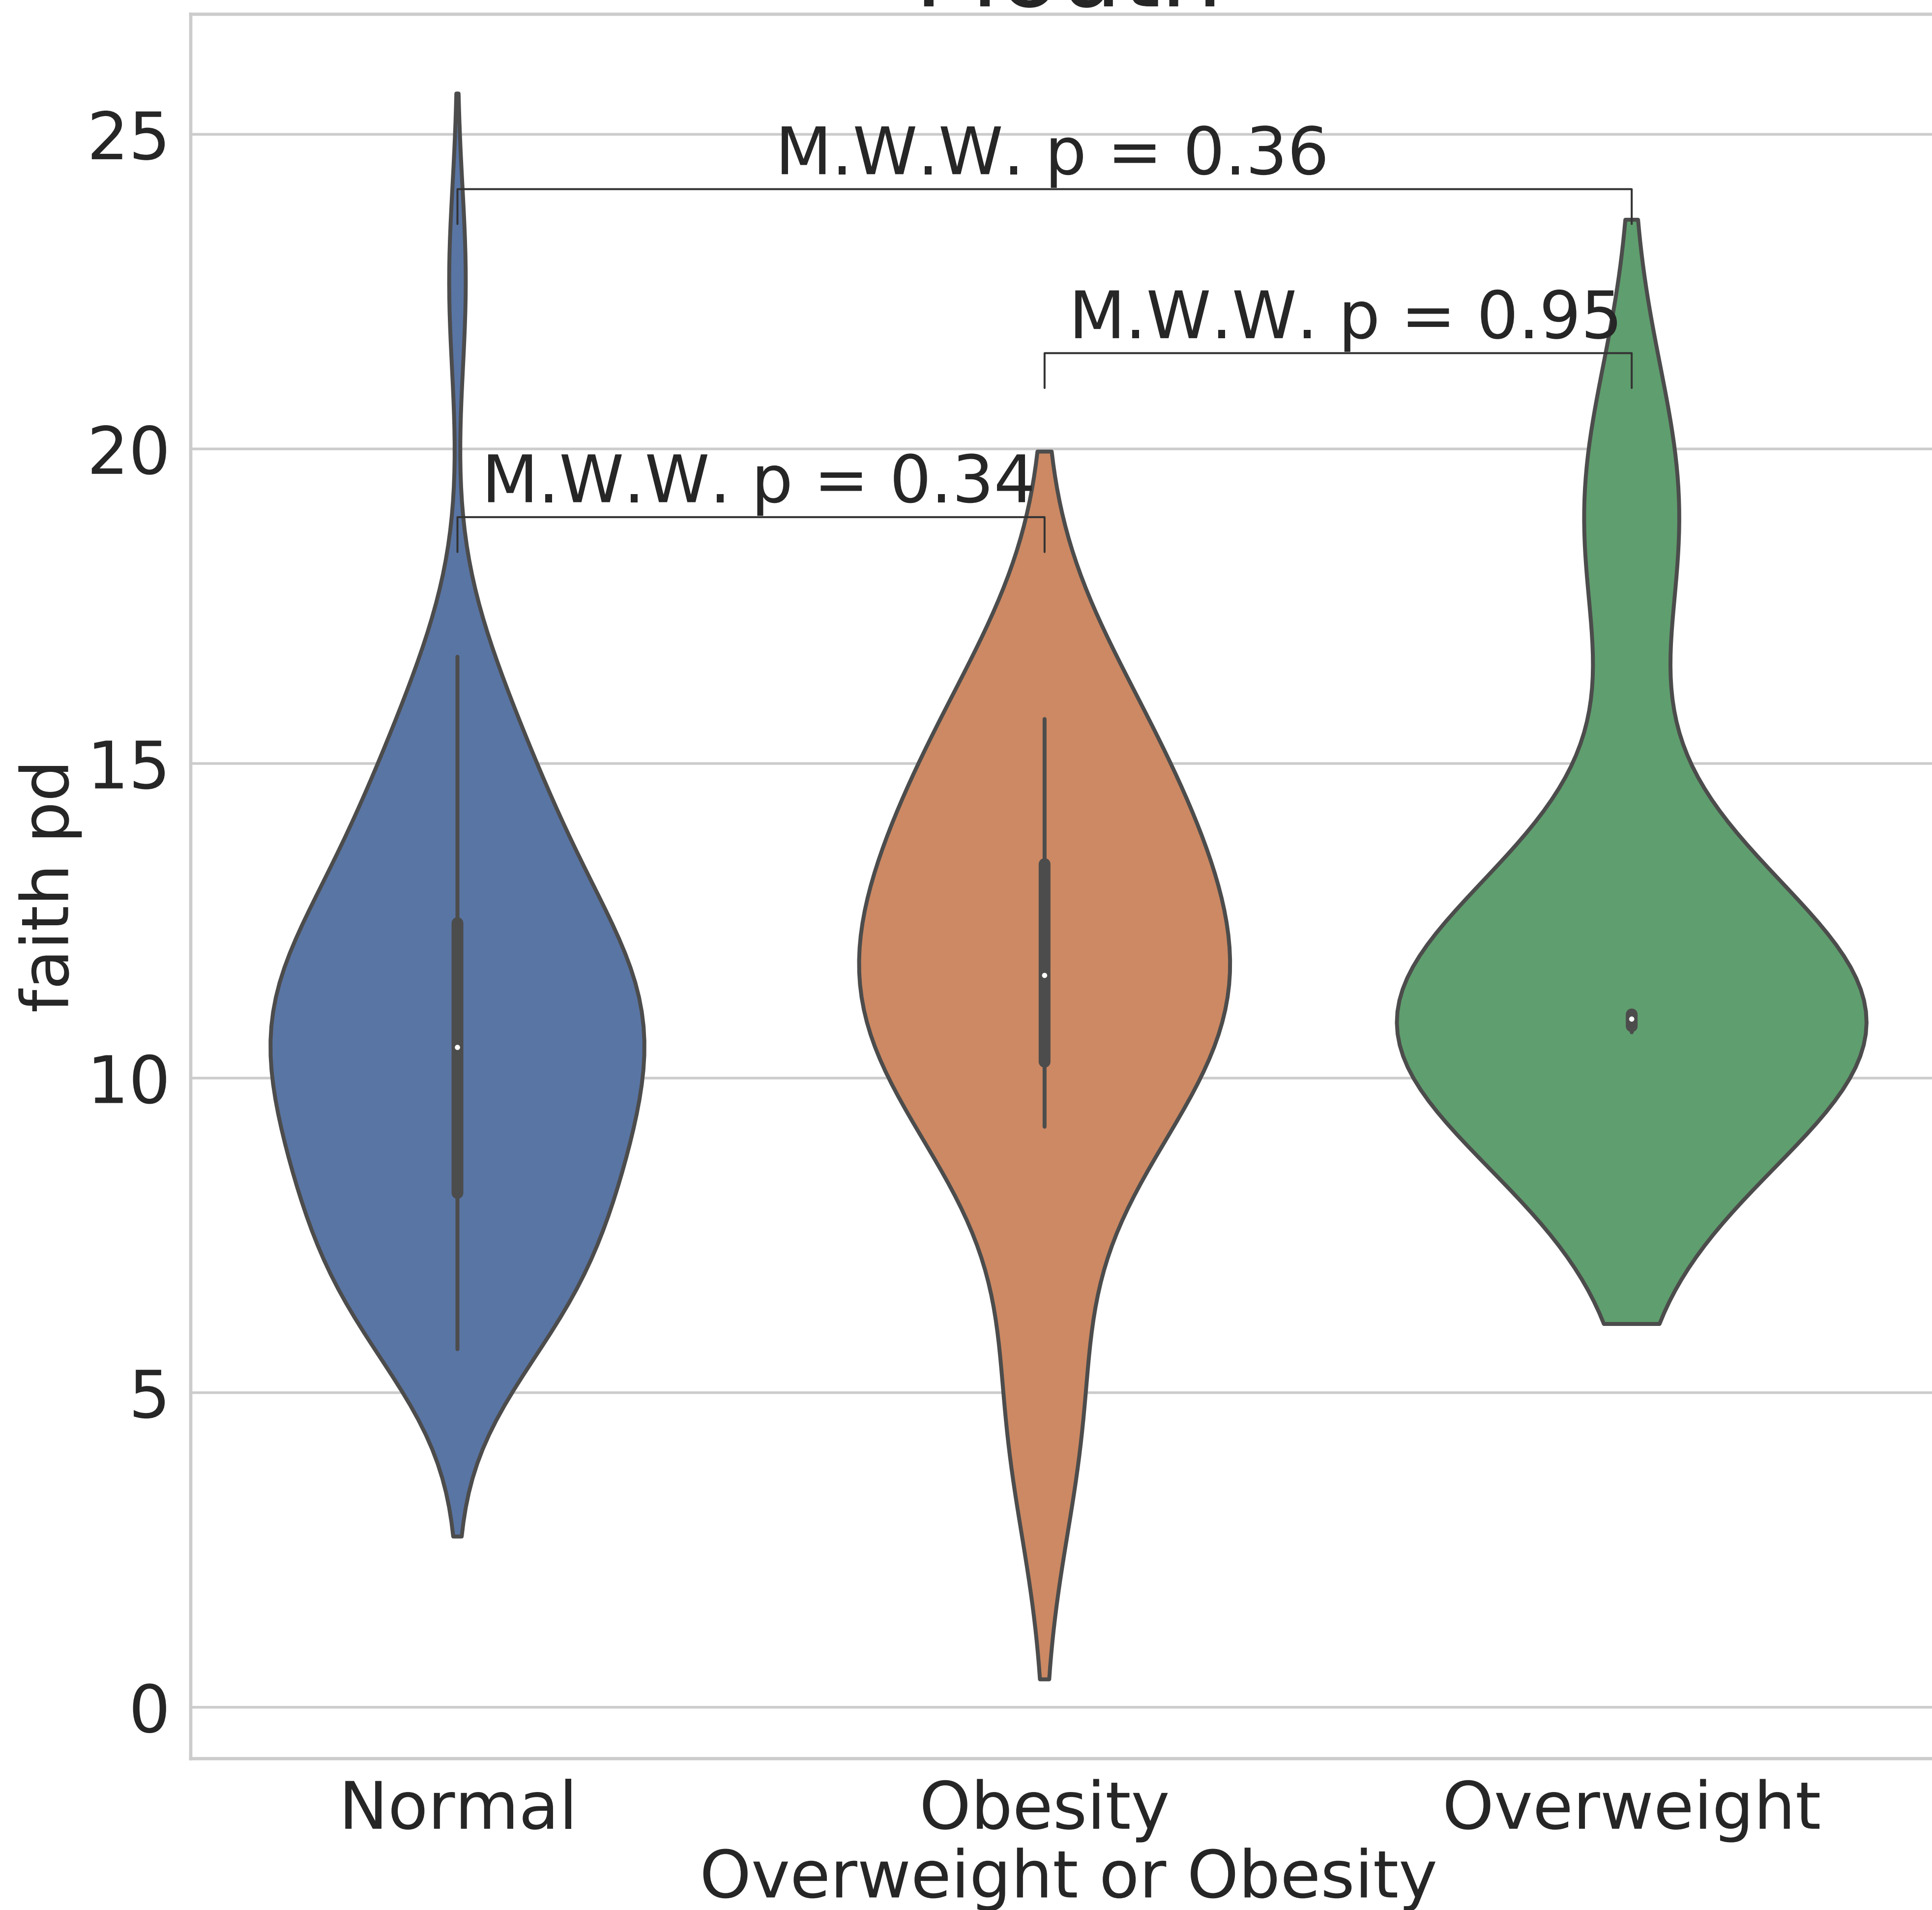 25
M.W.W. p = 0.36
M.W.W. p = 0.95
20
M.W.W. p = 0.34
15
faith pd
10
5
0
Normal Obesity Overweight
Overweight or Obesity